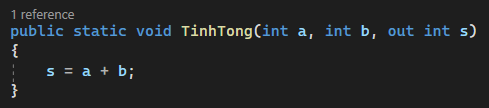 1 reference
public static void TinhTong(int a, int b, out int s)
{
    s = a + b;
}